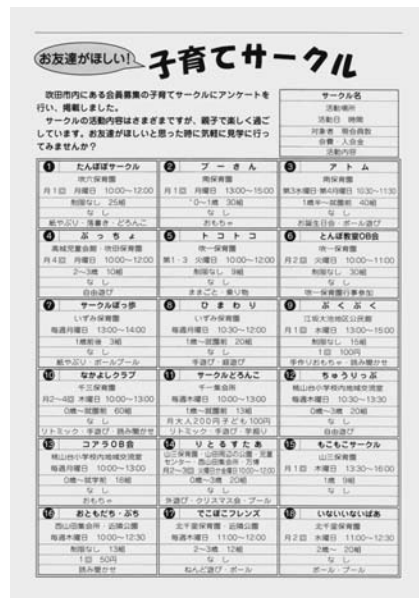 お友達がほしい!
子育てサークル
吹田市内にある会員募集の子育てサークルにアンケートを
行い、掲載しました。
サークルの活動内容はさまざまですが、親子で楽しく過ご
しています。お友達がほしいと思った時に気軽に見学に行っ
てみませんか?
サークル名
活動場所
活動日 時間
対象者 現会員数
会費・入会金
活動内容
1 たんぽぽサークル
吹六保育園
月1回 月曜日 10:00~12:00
制限なし 25組
なし
紙やぶり・落書き・どろんこ
2 プーさん
南保育園
月1回 月曜日 13:00~15:00
0~1歳 30組
なし
おもちゃ
3 アトム
南保育園
第3水曜日・第4月曜日 10:30~11:30
1歳半~就園前 40組
なし
お誕生日会・ボール遊び
4 ぷっちょ
高城児童会館・吹田保育園
月4回 月曜日 10:00~12:00
2~3歳 10組
なし
自由遊び
5 トコトコ
吹一保育園
第1・3 火曜日 10:00~12:00
制限なし 9組
なし
ままごと・乗り物
6 とんぼ教室OB会
吹一保育園
月2回 火曜日 10:00~11:00
制限なし 30組
なし
吹一保育園行事参加
7 サークルぽっ歩
いずみ保育園
毎週月曜日 13:00~14:00
1歳前後 3組
なし
紙やぶり・ボールプール
8 ひまわり
いずみ保育園
毎週月曜日 10:30~12:00
1歳~就園前 20組
なし
手遊び・
9 ぷくぷく
江坂大池地区公民館
月1回 水曜日 13:00~15:00
制限なし 15組
1回 100円
手作りおもちゃ・読み聞かせ
10 なかよしクラブ
千三保育園
月2~4回 木曜日 10:00~13:00
0歳~就園前 60組
なし
リトミック・手遊び・読み聞かせ
11 サークルどろんこ
千一集会所
毎週木曜日 10:00~13:00
1歳~就園前 13組
月大人200円子ども100円
リトミック・手遊び・芋掘り
12 ちゅうりっぷ
桃山台小学校内地域交流室
毎週木曜日 10:30~13:30
0歳~3歳 20組
なし
自由遊び
13 コアラOB会
桃山台小学校内地域交流室
毎週月曜日 10:00~13:00
0歳~就学前 16組
なし
おもちゃ
14 りとるすたあ
山三保育園・山田周辺の公園・児童
センター・西山田集会所・万博
月2~3回 火曜日か金曜日 10:00~12:00
0歳~3歳 20組
なし
外遊び・クリスマス会・プール
15 もこもこサークル
山三保育園
月1回 木曜日 13:30~16:00
1歳 9組
なし
16 おともだち・ぷち
西山田集会所・近隣公園
毎週木曜日 10:00~12:30
制限なし 13組
1回 50円
読み聞かせ
17 でこぼこフレンズ
北千里保育園・近隣公園
毎週木曜日 11:00~12:00
2~3歳 12組
なし
ねんど遊び・ボール
18 いないいないばあ
北千里保育園
月2回 水曜日 11:00~12:30
2歳~ 20組
なし
ボール・プール